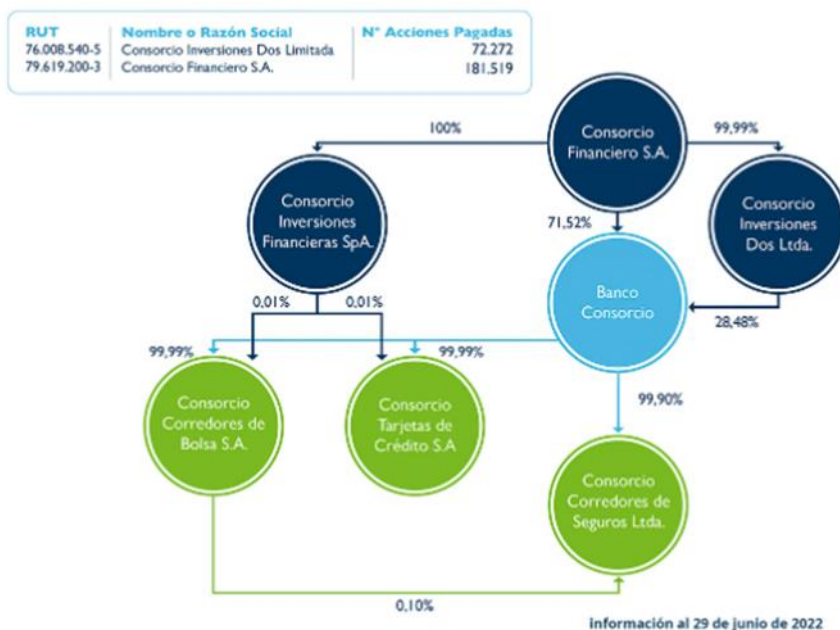 RUT Nombre o Razón Social Nº Acciones Pagadas
76.008.540-5 Consorcio Inversiones Dos Limitada 72.272
79.619.200-3 Consorcio Financiero S.A. 181.519
100%
Consorcio
Financiero S.A.
99,99%
Consorcio
Inversiones
Financieras SpA.
71,52%
Consorcio
Inversiones
Dos Ltda.
Banco
Consorcio
28,48%
0,01%
0,01%
99,99%
99,99%
Consorcio
Corredores de
Bolsa S.A.
Consorcio
Tarjetas de
Crédito S.A
99,90%
Consorcio
Corredores de
Seguros Ltda.
0,10%
información al 29 de junio de 2022